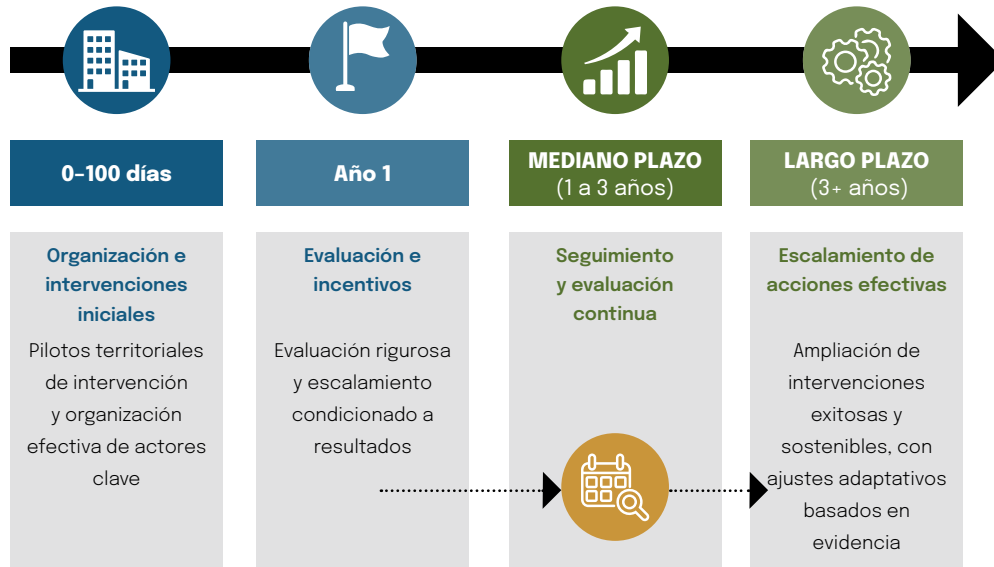 0–100 días
Año 1
MEDIANO PLAZO
(1 a 3 años)
LARGO PLAZO
(3+ años)
Organización e
intervenciones
iniciales
Pilotos territoriales
de intervención
y organización
efectiva de actores
clave
Evaluación e
incentivos
Evaluación rigurosa
y escalamiento
condicionado a
resultados
Seguimiento
y evaluación
continua
Escalamiento de
acciones efectivas
Ampliación de
intervenciones
exitosas y
sostenibles, con
ajustes adaptativos
basados en
evidencia